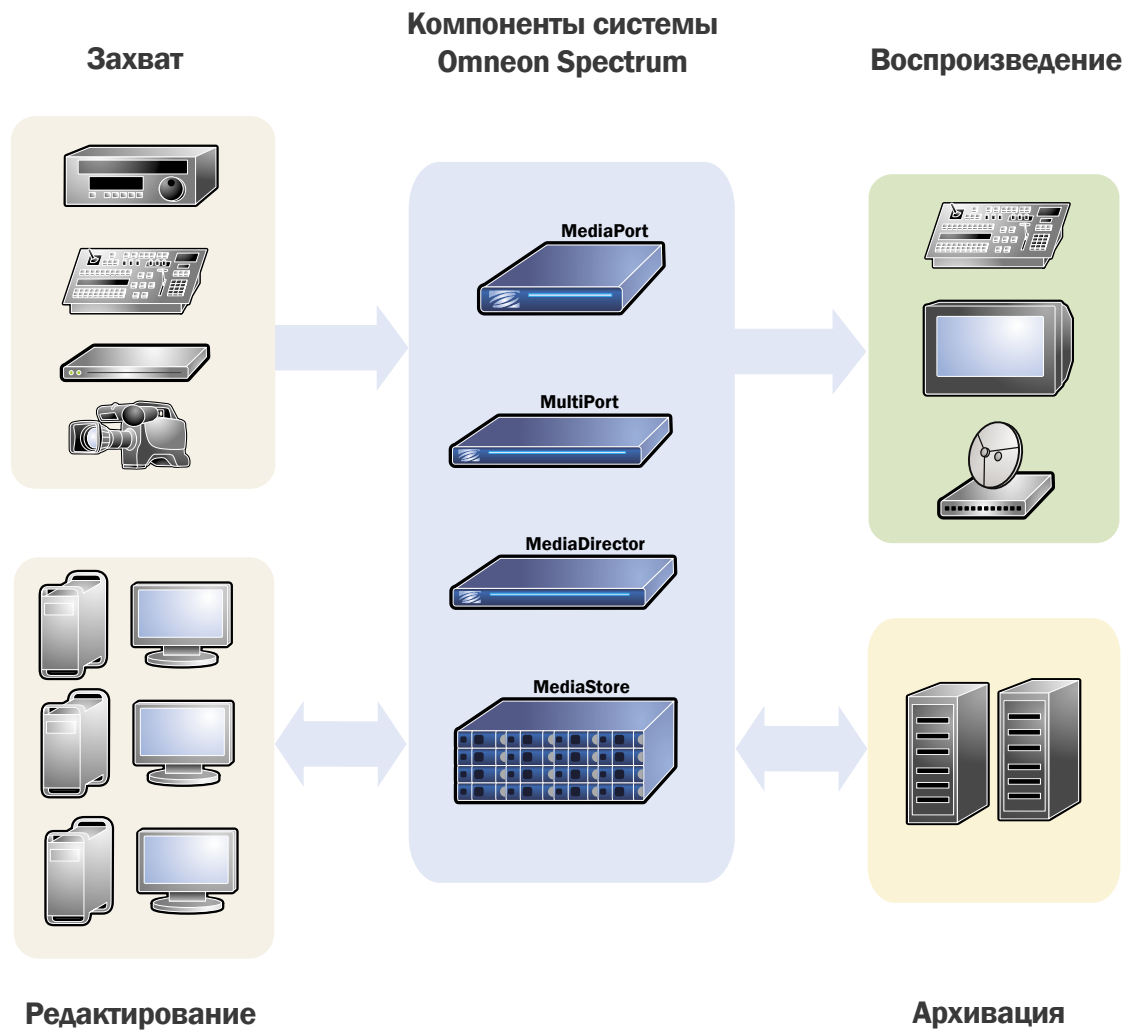 Захват
Компоненты системы
Omneon Spectrum
Воспроизведение
MediaPort
MultiPort
MediaDirector
MediaStore
Редактирование
Архивация